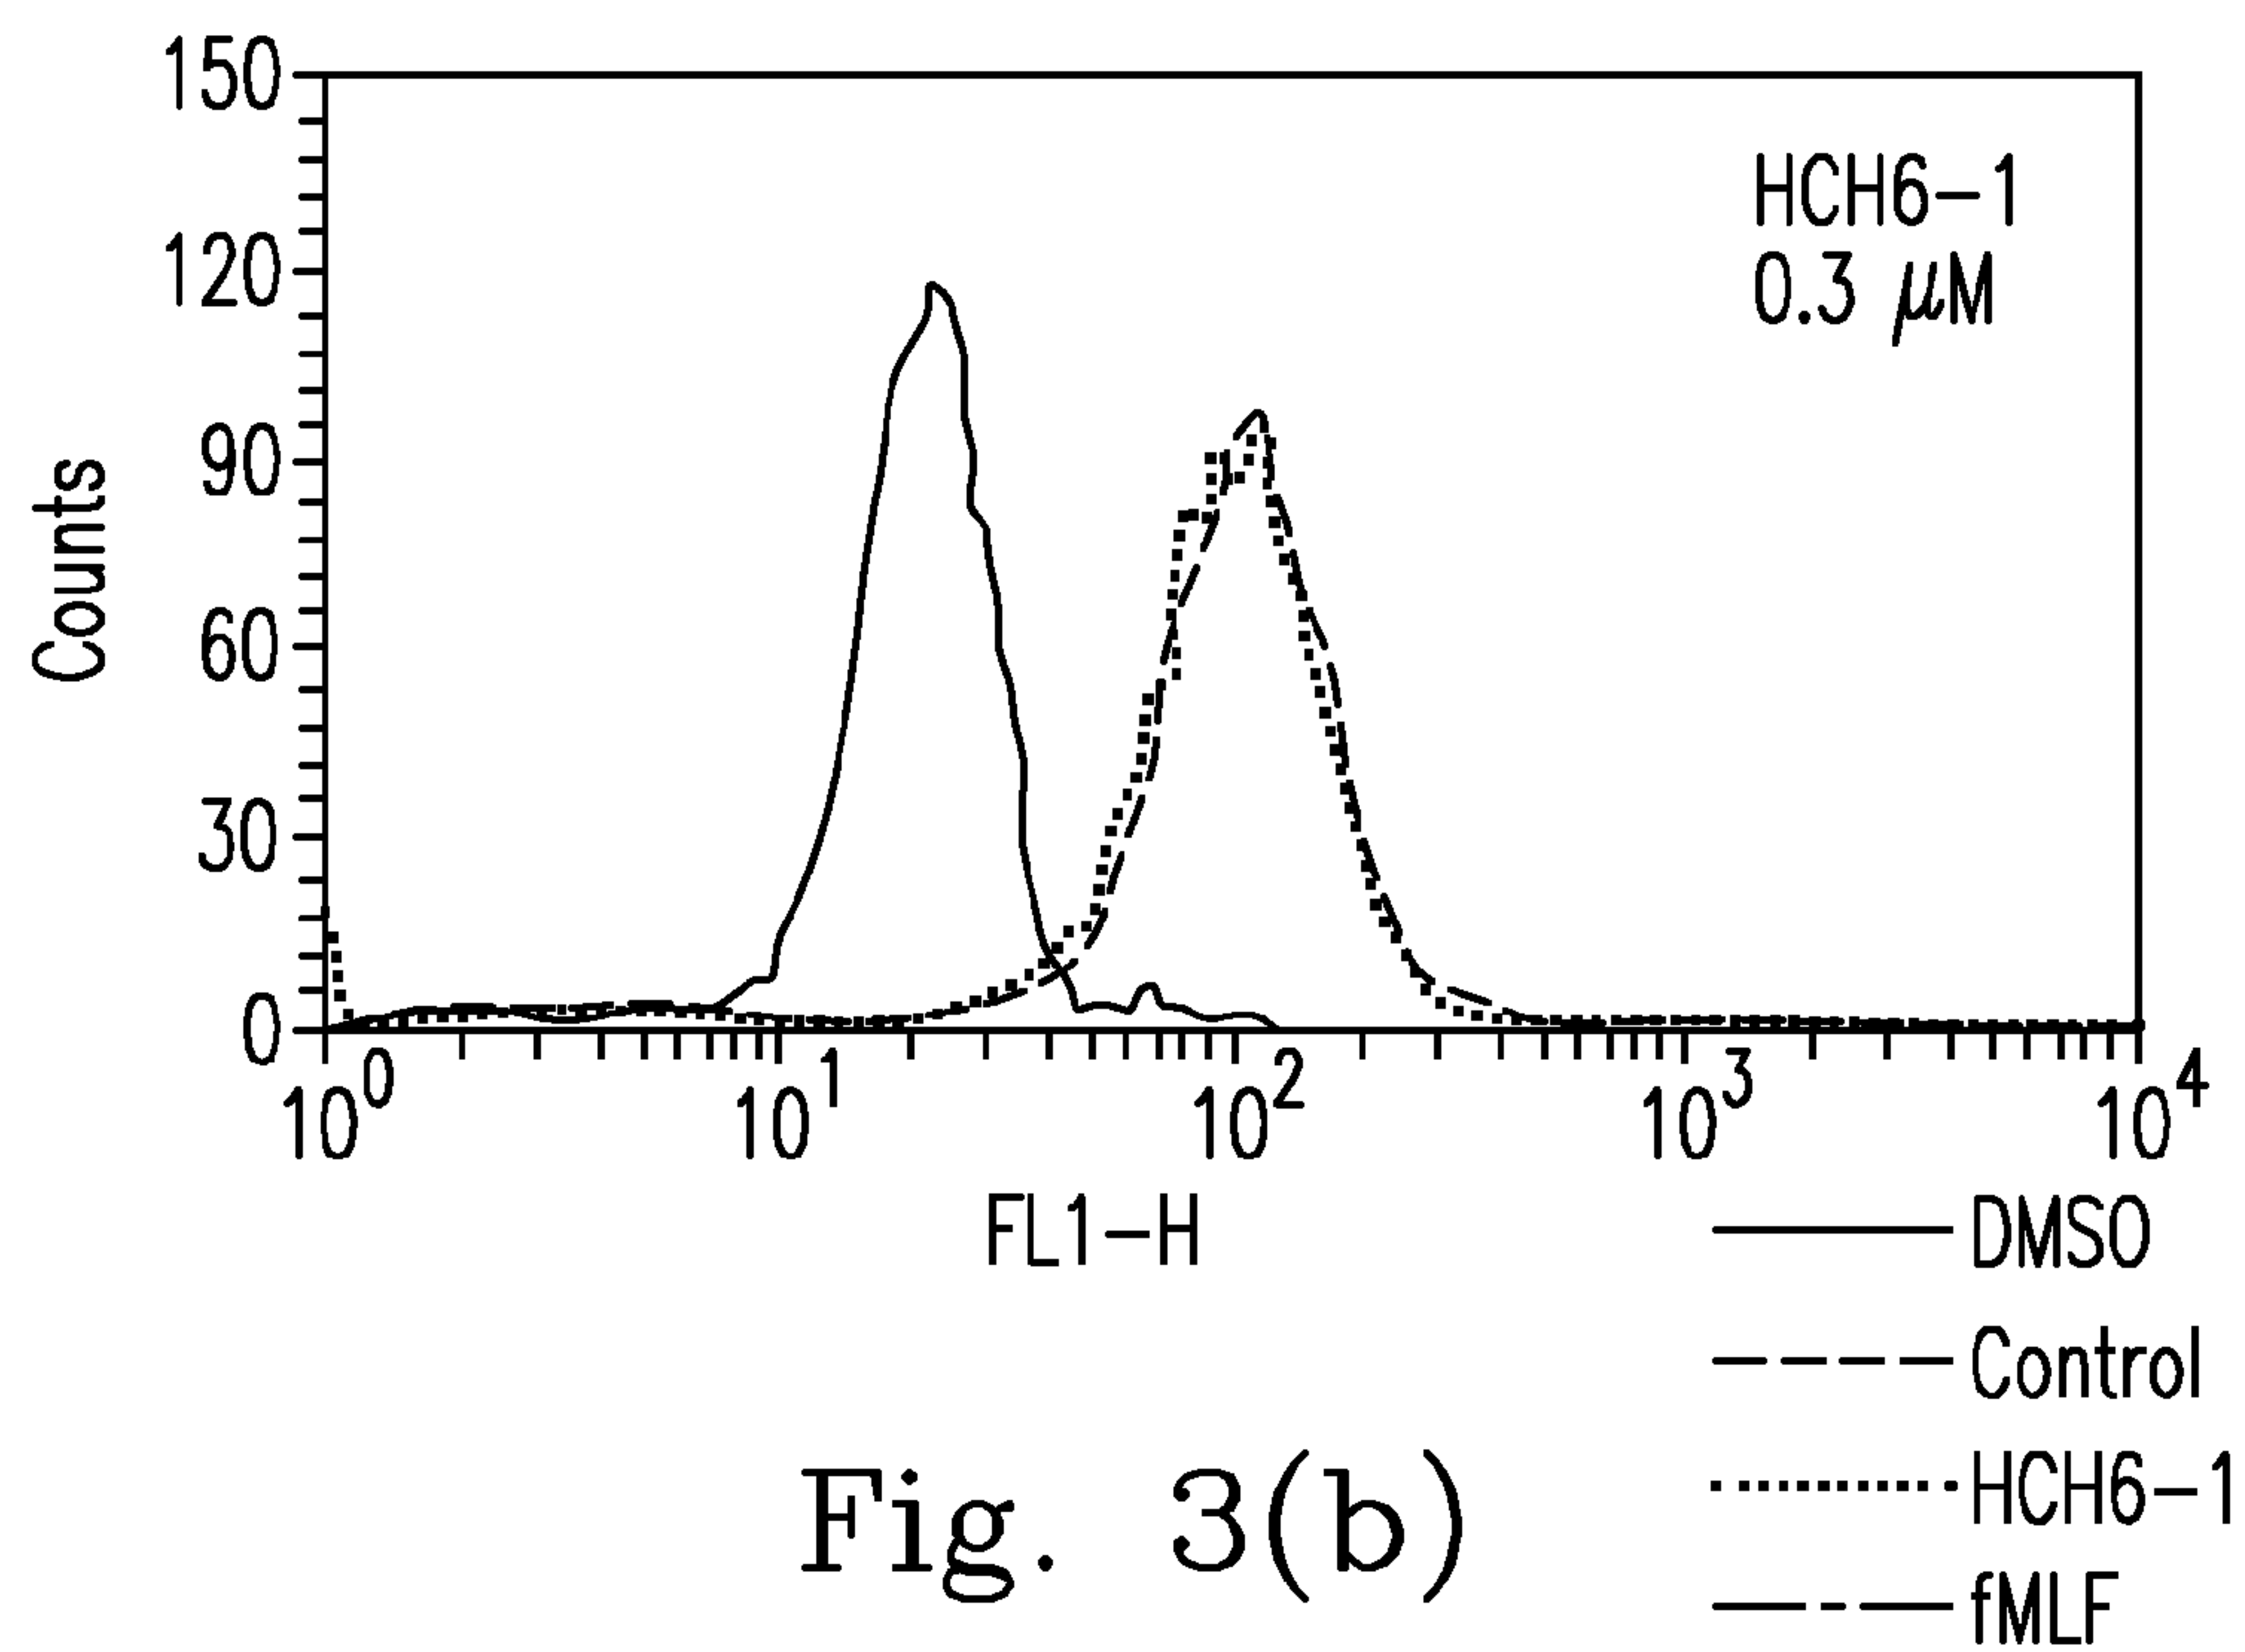 150
120
90
60
30
0
Counts
HCH6-1
0.3 μM
10^0 10^1 10^2 10^3 10^4
FL1-H
DMSO
Control
HCH6-1
fMLF
Fig. 3(b)